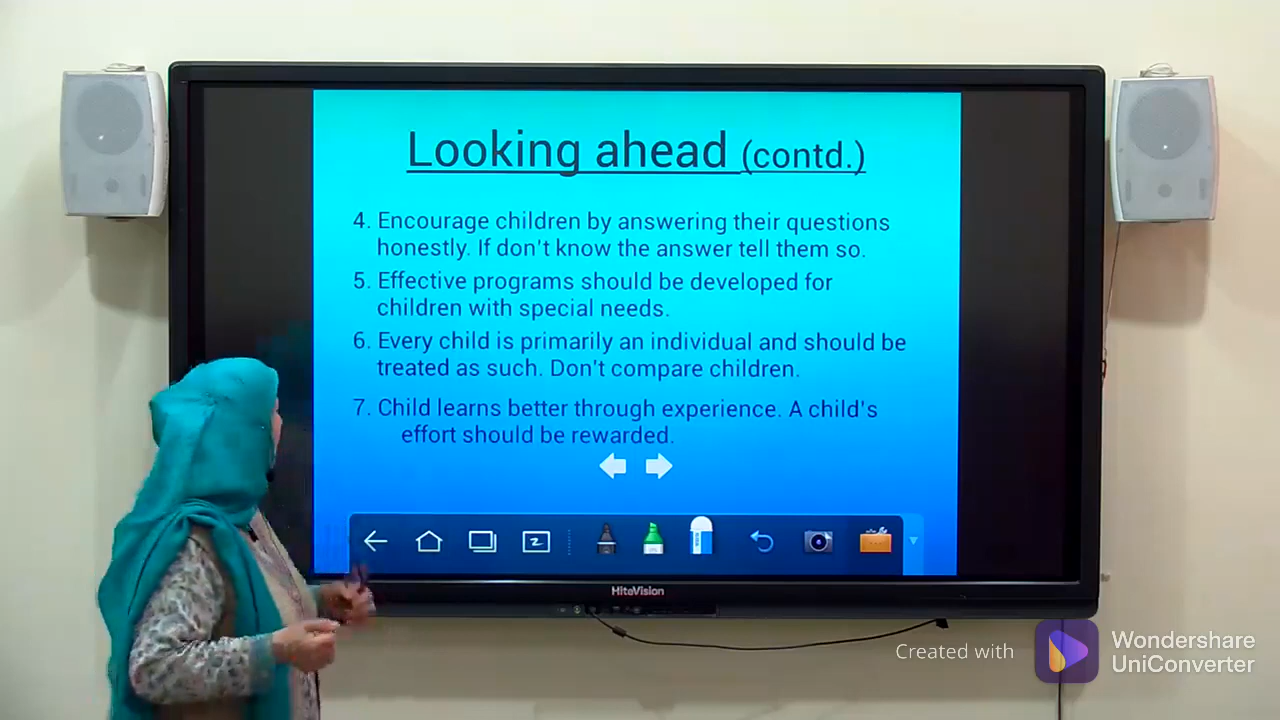 Looking ahead (contd.)
4. Encourage children by answering their questions
honestly. If don't know the answer tell them so.
5. Effective programs should be developed for
children with special needs.
6. Every child is primarily an individual and should be
treated as such. Don't compare children.
7. Child learns better through experience. A child's
effort should be rewarded.
HiteVision
Created with
Wondershare
UniConverter